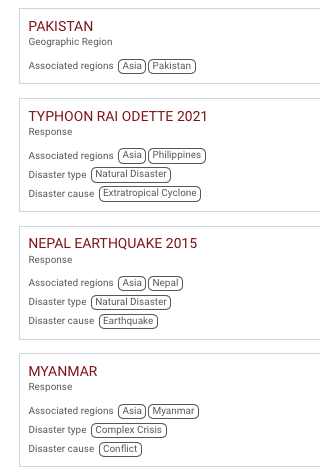 PAKISTAN
Geographic Region
Associated regions Asia Pakistan
TYPHOON RAI ODETTE 2021
Response
Associated regions Asia Philippines
Disaster type Natural Disaster
Disaster cause Extratropical Cyclone
NEPAL EARTHQUAKE 2015
Response
Associated regions Asia Nepal
Disaster type Natural Disaster
Disaster cause Earthquake
MYANMAR
Response
Associated regions Asia Myanmar
Disaster type Complex Crisis
Disaster cause Conflict